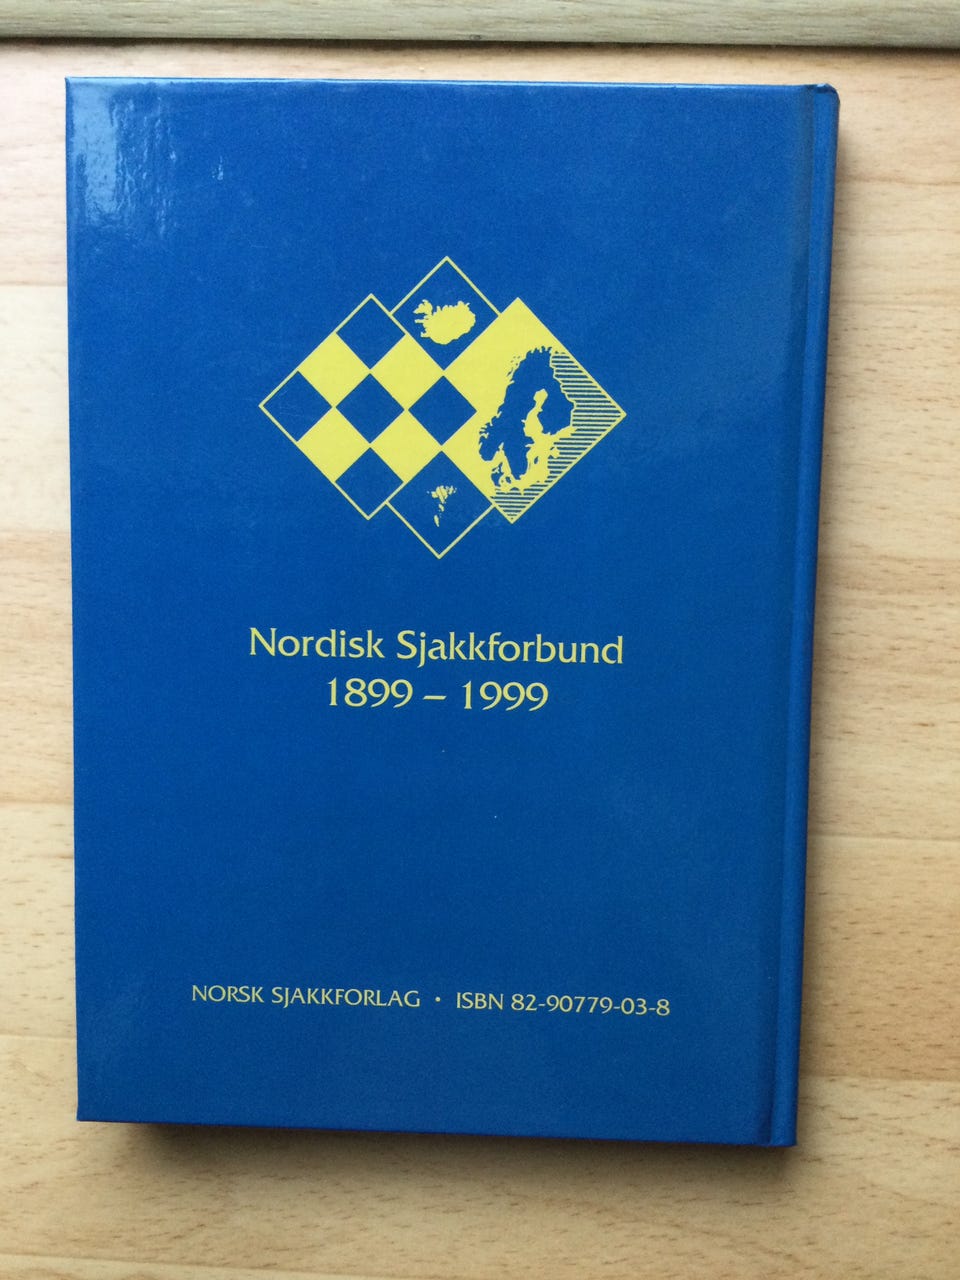 Nordisk Sjakkforbund
1899 – 1999
NORSK SJAKKFORLAG • ISBN 82-90779-03-8